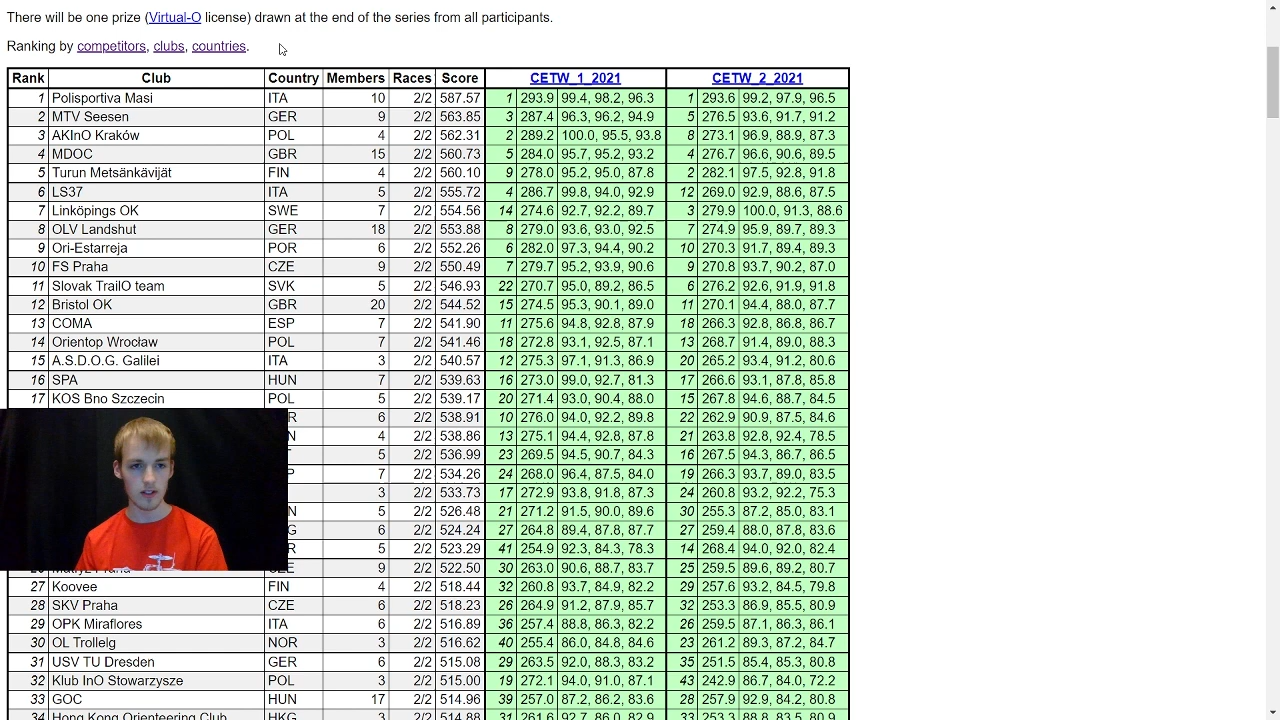 There will be one prize (Virtual-O license) drawn at the end of the series from all participants.
Ranking by competitors, clubs, countries.
Rank Club Country Members Races Score CETW_1_2021 CETW_2_2021
1 Polisportiva Masi ITA 10 2/2 587.57 1 293.9 99.4, 98.2, 96.3 1 293.6 99.2, 97.9, 96.5
2 MTV Seesen GER 9 2/2 563.85 3 287.4 96.3, 96.2, 94.9 5 276.5 93.6, 91.7, 91.2
3 AKInO Kraków POL 4 2/2 562.31 2 289.2 100.0, 95.5, 93.8 8 273.1 96.9, 88.9, 87.3
4 MDOC GBR 15 2/2 560.73 5 284.0 95.7, 95.2, 93.2 4 276.7 96.6, 90.6, 89.5
5 Turun Metsänkävijät FIN 4 2/2 560.10 9 278.0 95.2, 95.0, 87.8 2 282.1 97.5, 92.8, 91.8
6 LS37 ITA 5 2/2 555.72 4 286.7 99.8, 94.0, 92.9 12 269.0 92.9, 88.6, 87.5
7 Linköpings OK SWE 7 2/2 554.56 14 274.6 92.7, 92.2, 89.7 3 279.9 100.0, 91.3, 88.6
8 OLV Landshut GER 18 2/2 553.88 8 279.0 93.6, 93.0, 92.5 7 274.9 95.9, 89.7, 89.3
9 Ori-Estarreja POR 6 2/2 552.26 6 282.0 97.3, 94.4, 90.2 10 270.3 91.7, 89.4, 89.3
10 FS Praha CZE 9 2/2 550.49 7 279.7 95.2, 93.9, 90.6 9 270.8 93.7, 90.2, 87.0
11 Slovak TrailO team SVK 5 2/2 546.93 22 270.7 95.0, 89.2, 86.5 6 276.2 92.6, 91.9, 91.8
12 Bristol OK GBR 20 2/2 544.52 15 274.5 95.3, 90.1, 89.0 11 270.1 94.4, 88.0, 87.7
13 COMA ESP 7 2/2 541.90 11 275.6 94.8, 92.8, 87.9 18 266.3 92.8, 86.8, 86.7
14 Orientop Wrocław POL 7 2/2 541.46 18 272.8 93.1, 92.5, 87.1 13 268.7 91.4, 89.0, 88.3
15 A.S.D.O.G. Galilei ITA 3 2/2 540.57 12 275.3 97.1, 91.3, 86.9 20 265.2 93.4, 91.2, 80.6
16 SPA HUN 7 2/2 539.63 16 273.0 99.0, 92.7, 81.3 17 266.6 93.1, 87.8, 85.8
17 KOS Bno Szczecin POL 5 2/2 539.17 20 271.4 93.0, 90.4, 88.0 15 267.8 94.6, 88.7, 84.5
R 6 2/2 538.91 10 276.0 94.0, 92.2, 89.8 22 262.9 90.9, 87.5, 84.6
N 4 2/2 538.86 13 275.1 94.4, 92.8, 87.8 21 263.8 92.8, 92.4, 78.5
5 2/2 536.99 23 269.5 94.5, 90.7, 84.3 16 267.5 94.3, 86.7, 86.5
P 7 2/2 534.26 24 268.0 96.4, 87.5, 84.0 19 266.3 93.7, 89.0, 83.5
3 2/2 533.73 17 272.9 93.8, 91.8, 87.3 24 260.8 93.2, 92.2, 75.3
N 5 2/2 526.48 21 271.2 91.5, 90.0, 89.6 30 255.3 87.2, 85.0, 83.1
G 6 2/2 524.24 27 264.8 89.4, 87.8, 87.7 27 259.4 88.0, 87.8, 83.6
R 5 2/2 523.29 41 254.9 92.3, 84.3, 78.3 14 268.4 94.0, 92.0, 82.4
9 2/2 522.50 30 263.0 90.6, 88.7, 83.7 25 259.5 89.6, 89.2, 80.7
27 Koovee FIN 4 2/2 518.44 32 260.8 93.7, 84.9, 82.2 29 257.6 93.2, 84.5, 79.8
28 SKV Praha CZE 6 2/2 518.23 26 264.9 91.2, 87.9, 85.7 32 253.3 86.9, 85.5, 80.9
29 OPK Miraflores ITA 6 2/2 516.89 36 257.4 88.8, 86.3, 82.2 26 259.5 87.1, 86.3, 86.1
30 OL Trollelg NOR 3 2/2 516.62 40 255.4 86.0, 84.8, 84.6 23 261.2 89.3, 87.2, 84.7
31 USV TU Dresden GER 6 2/2 515.08 29 263.5 92.0, 88.3, 83.2 35 251.5 85.4, 85.3, 80.8
32 Klub InO Stowarzysze POL 3 2/2 515.00 19 272.1 94.0, 91.0, 87.1 43 242.9 86.7, 84.0, 72.2
33 GOC HUN 17 2/2 514.96 39 257.0 87.2, 86.2, 83.6 28 257.9 92.9, 84.2, 80.8
34 Hong Kong Orienteering Club HKG 3 2/2 514.88 31 261.6 92.7, 86.0, 82.9 33 253.3 88.8, 83.5, 80.9